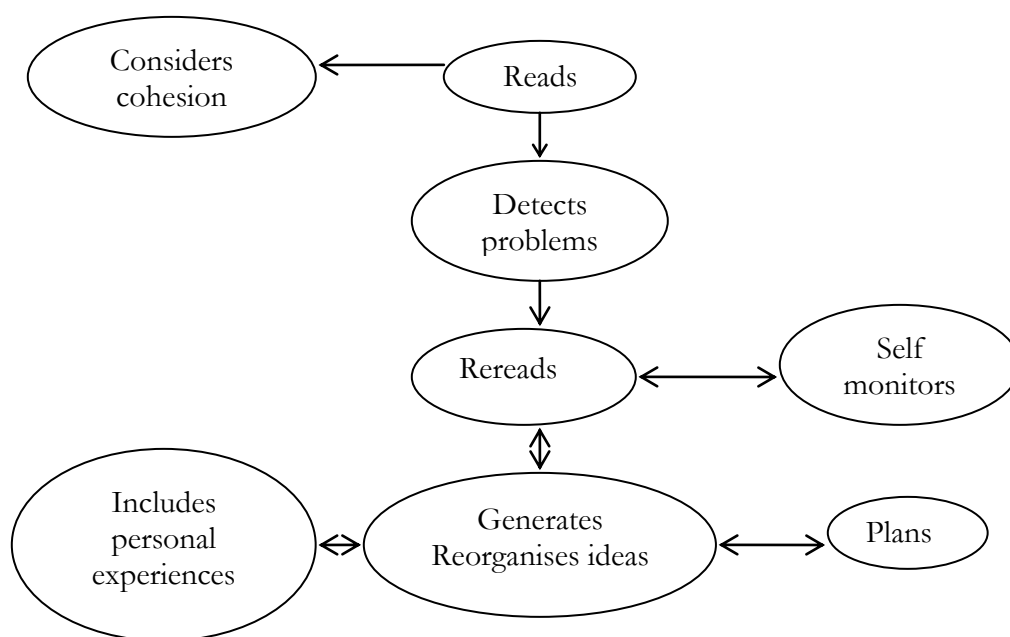 Considers
cohesion
Reads
Detects
problems
Rereads
Self
monitors
Includes
personal
experiences
Generates
Reorganises ideas
Plans